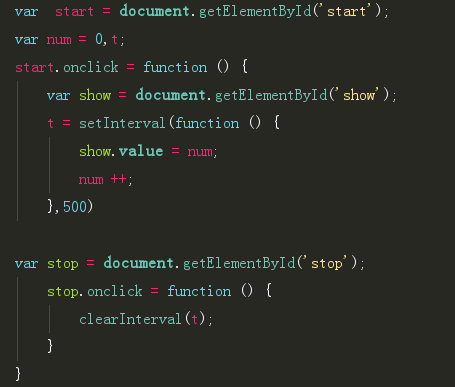 var  start = document.getElementById('start');
var num = 0,t;
start.onclick = function () {
    var show = document.getElementById('show');
    t = setInterval(function () {
        show.value = num;
        num ++;
    },500)

var stop = document.getElementById('stop');
    stop.onclick = function () {
        clearInterval(t);
    }
}